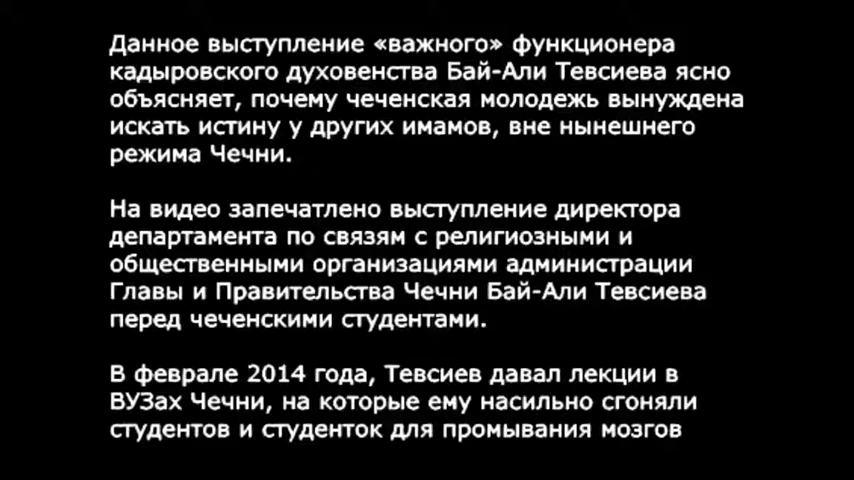 Данное выступление «важного» функционера
кадыровского духовенства Бай-Али Тевсиева ясно
объясняет, почему чеченская молодежь вынуждена
искать истину у других имамов, вне нынешнего
режима Чечни.
На видео запечатлено выступление директора
департамента по связям с религиозными и
общественными организациями администрации
Главы и Правительства Чечни Бай-Али Тевсиева
перед чеченскими студентами.
В феврале 2014 года, Тевсиев давал лекции в
ВУЗах Чечни, на которые ему насильно сгоняли
студентов и студенток для промывания мозгов